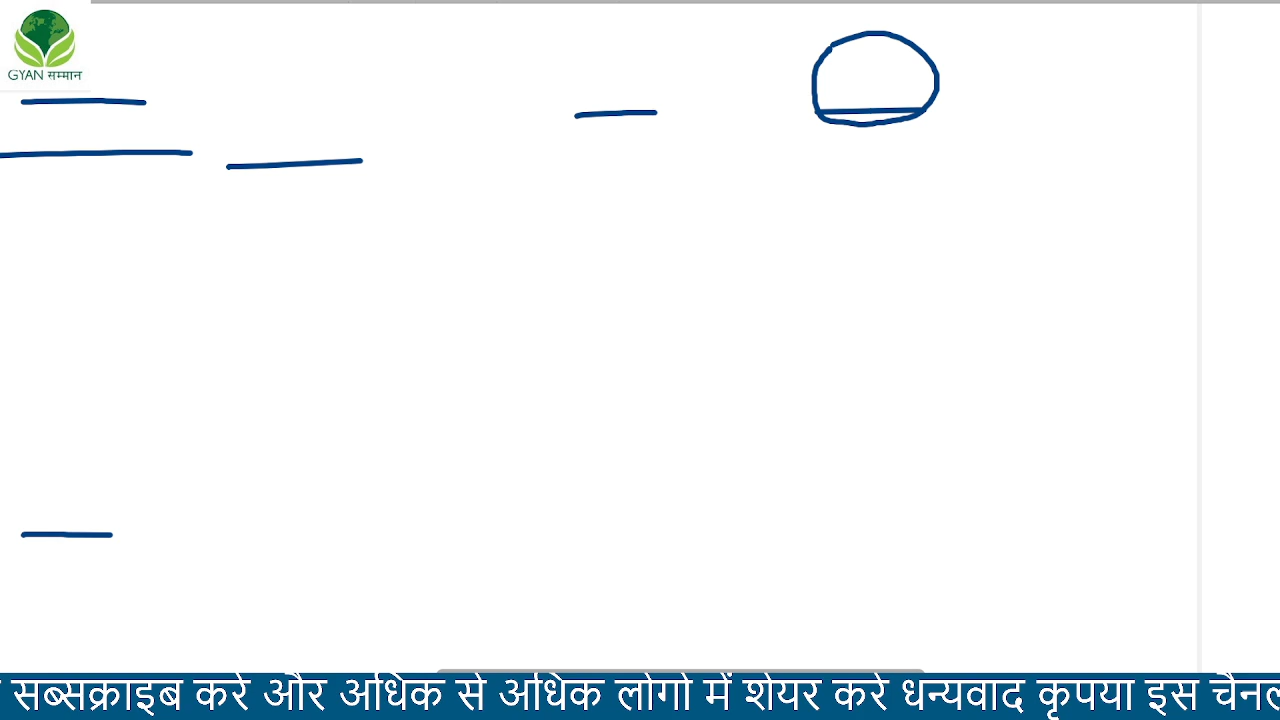 GYAN सम्मान
सब्सक्राइब करे और अधिक से अधिक लोगो में शेयर करे धन्यवाद कृपया इस चैनल